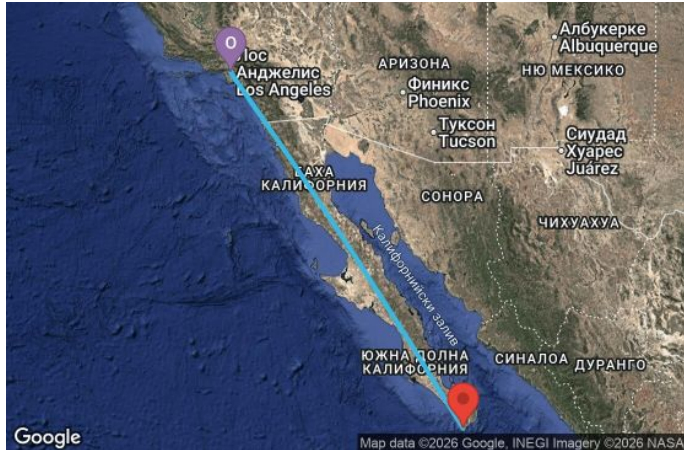 O
Лос
Анджелис
Los Angeles
АРИЗОНА
Финикс
Phoenix
Албукерке
Albuquerque
НЮ МЕКСИКО
Туксон
Tucson
Сиудад
Хуарес
Juárez
БАХА
КАЛИФОРНИЯ
СОНОРА
ЧИХУАХУА
Калифорнийски залив
ЮЖНА ДОЛНА
КАЛИФОРНИЯ
СИНАЛОА
ДУРАНГО
Google
Map data ©2026 Google, INEGI Imagery ©2026 NASA